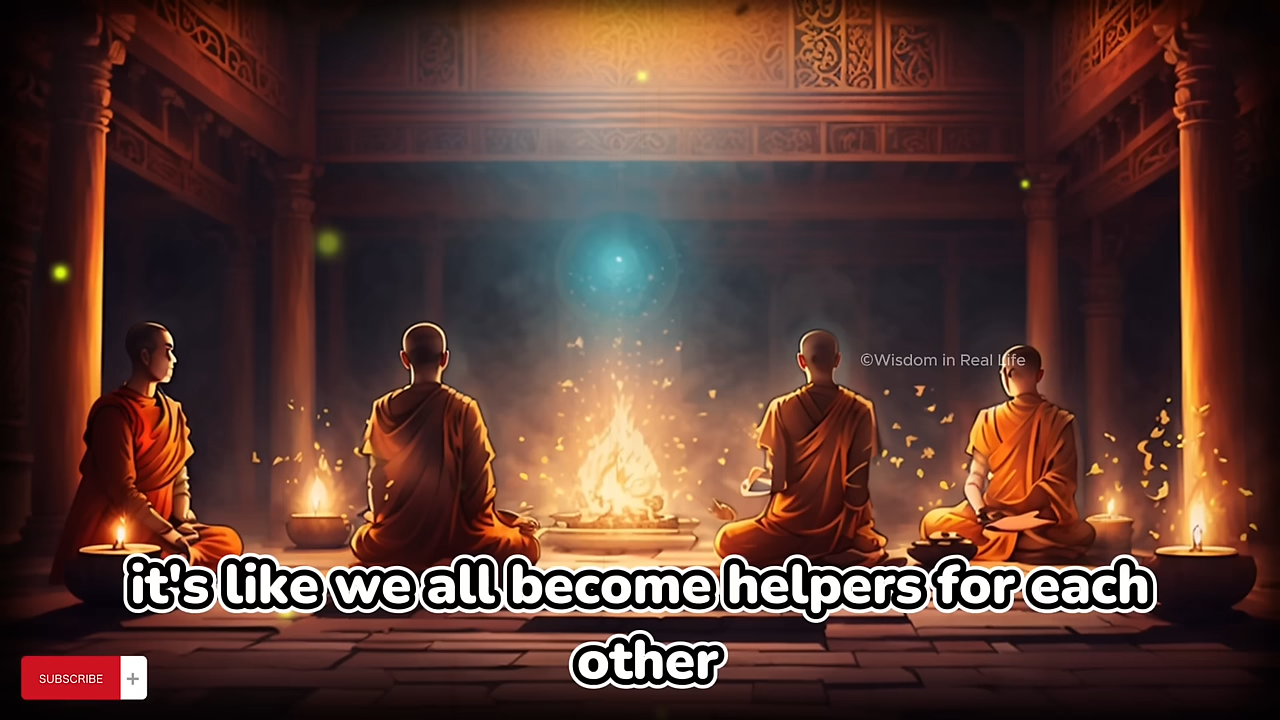 ©Wisdom in Real Life
it's like we all become helpers for each
other
SUBSCRIBE +